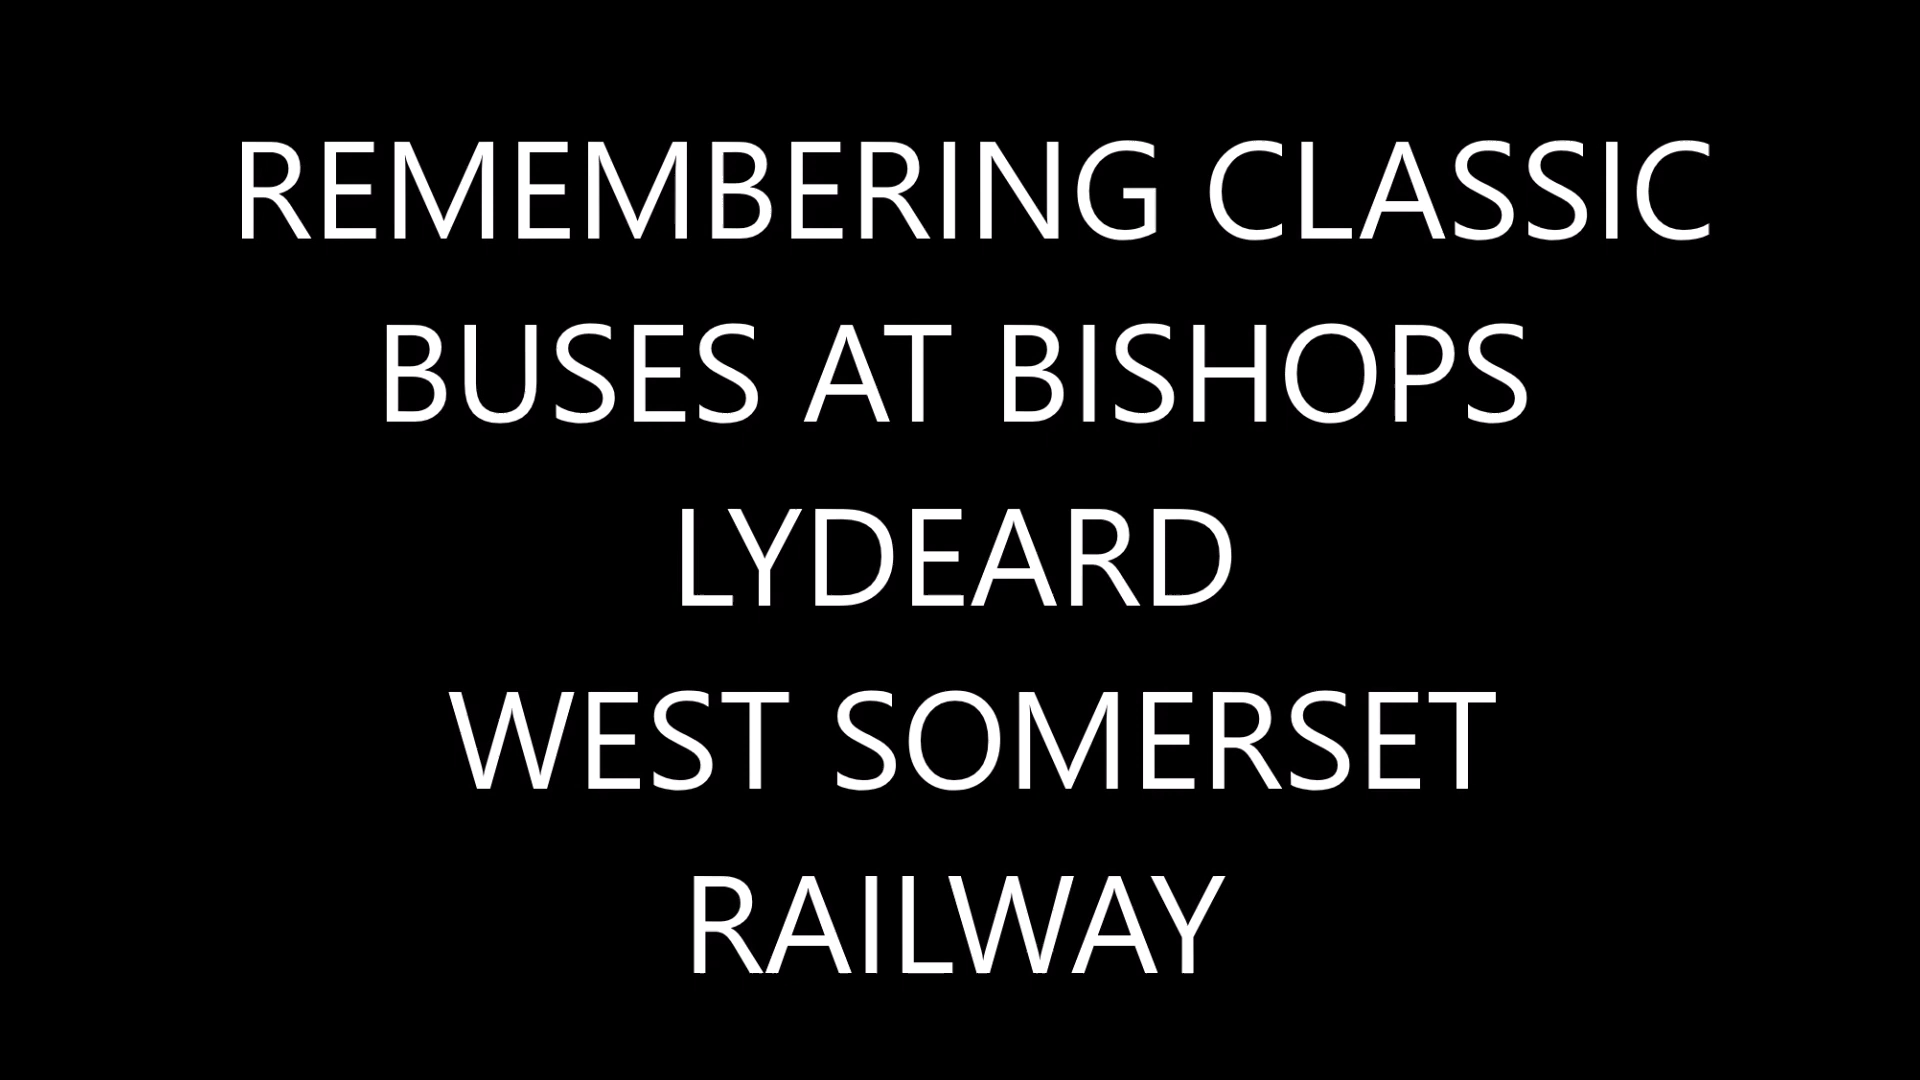 REMEMBERING CLASSIC
BUSES AT BISHOPS
LYDEARD
WEST SOMERSET
RAILWAY